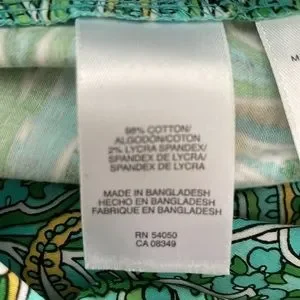 98% COTTON/
ALGODON/COTON
2% LYCRA SPANDEX/
SPANDEX DE LYCRA/
SPANDEX DE LYCRA
MADE IN BANGLADESH
HECHO EN BANGLADESH
FABRIQUE EN BANGLADESH
RN 54050
CA 08349
M